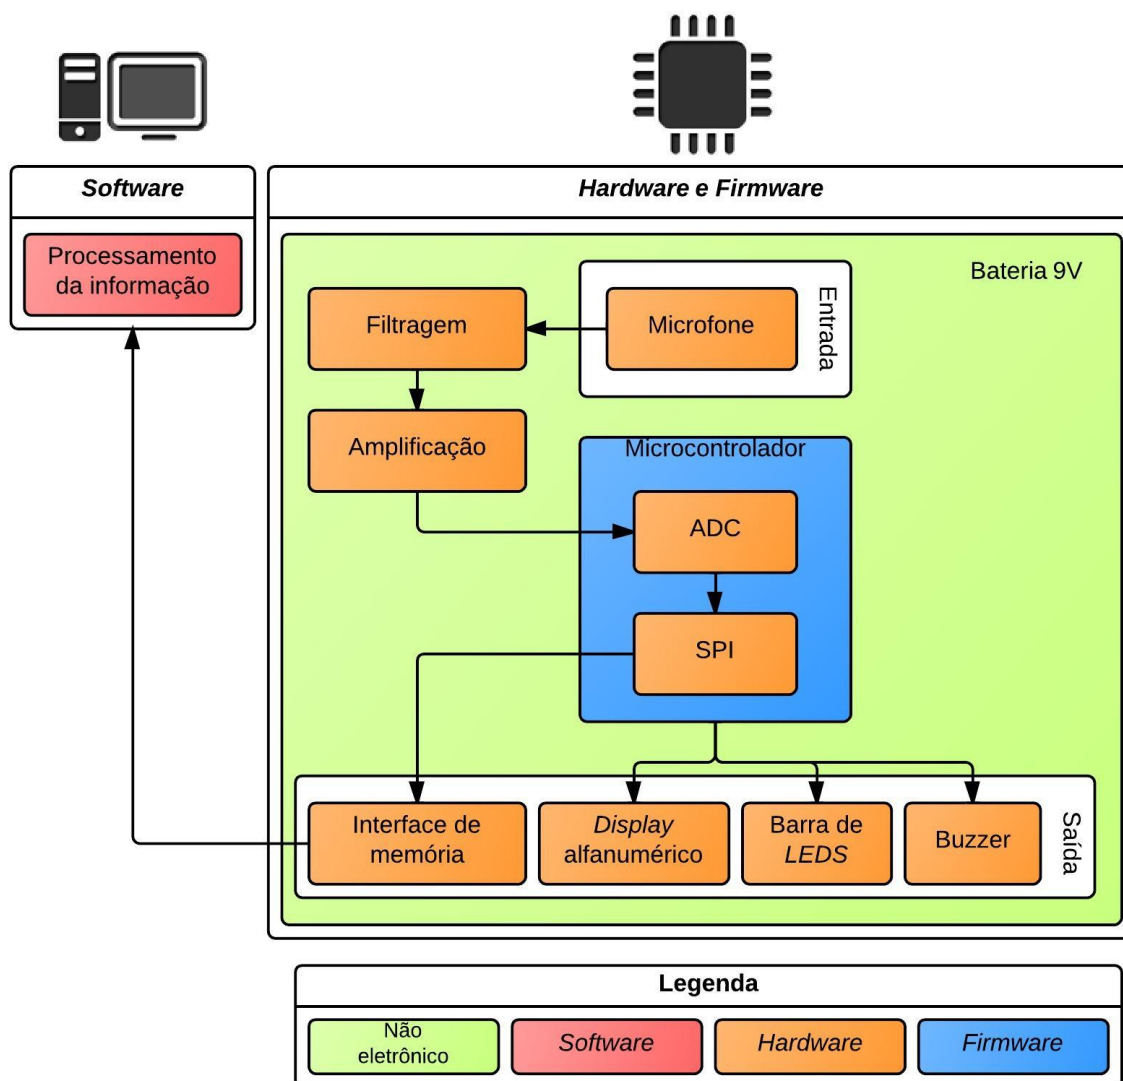 Software
Processamento
da informação
Hardware e Firmware
Bateria 9V
Entrada
Microfone
Filtragem
Amplificação
Microcontrolador
ADC
SPI
Saída
Interface de
memória
Display
alfanumérico
Barra de
LEDS
Buzzer
Legenda
Não
eletrônico
Software
Hardware
Firmware